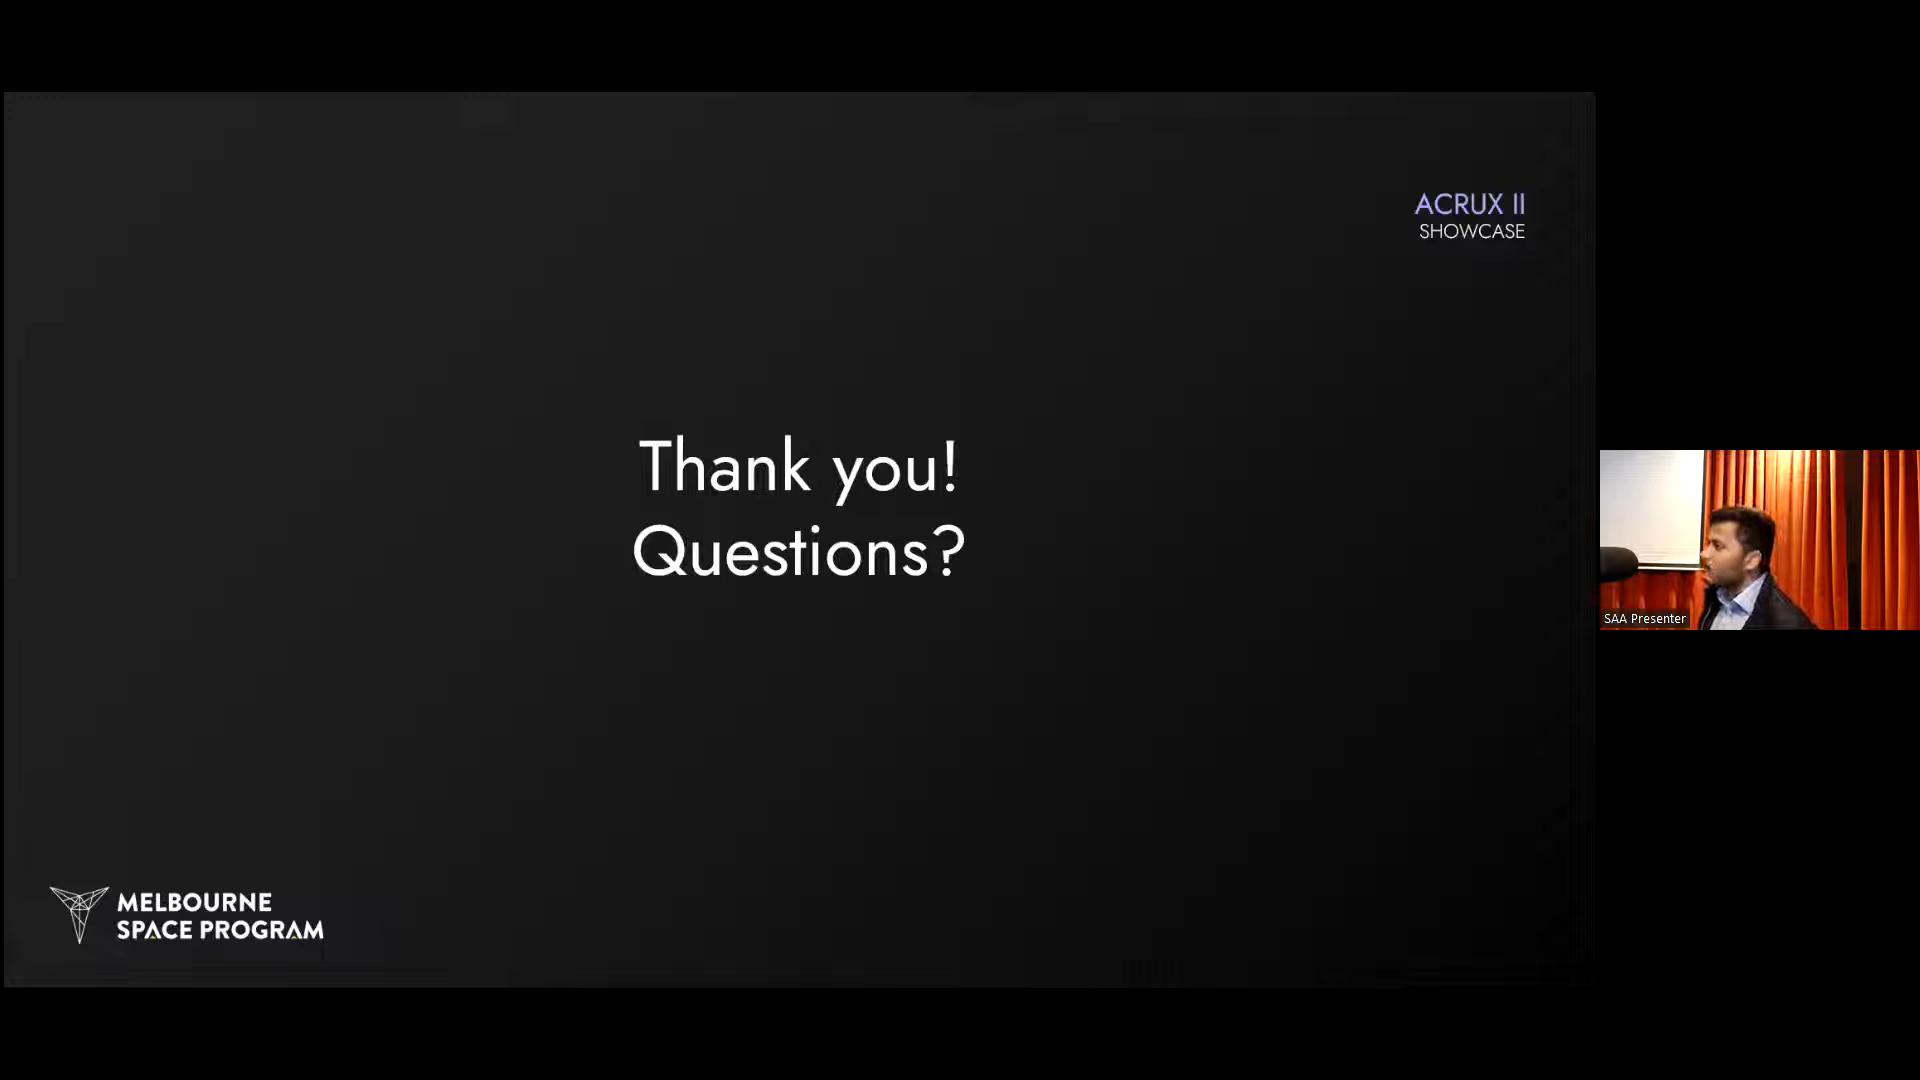 ACRUX II
SHOWCASE
Thank you!
Questions?
SAA Presenter
MELBOURNE
SPACE PROGRAM